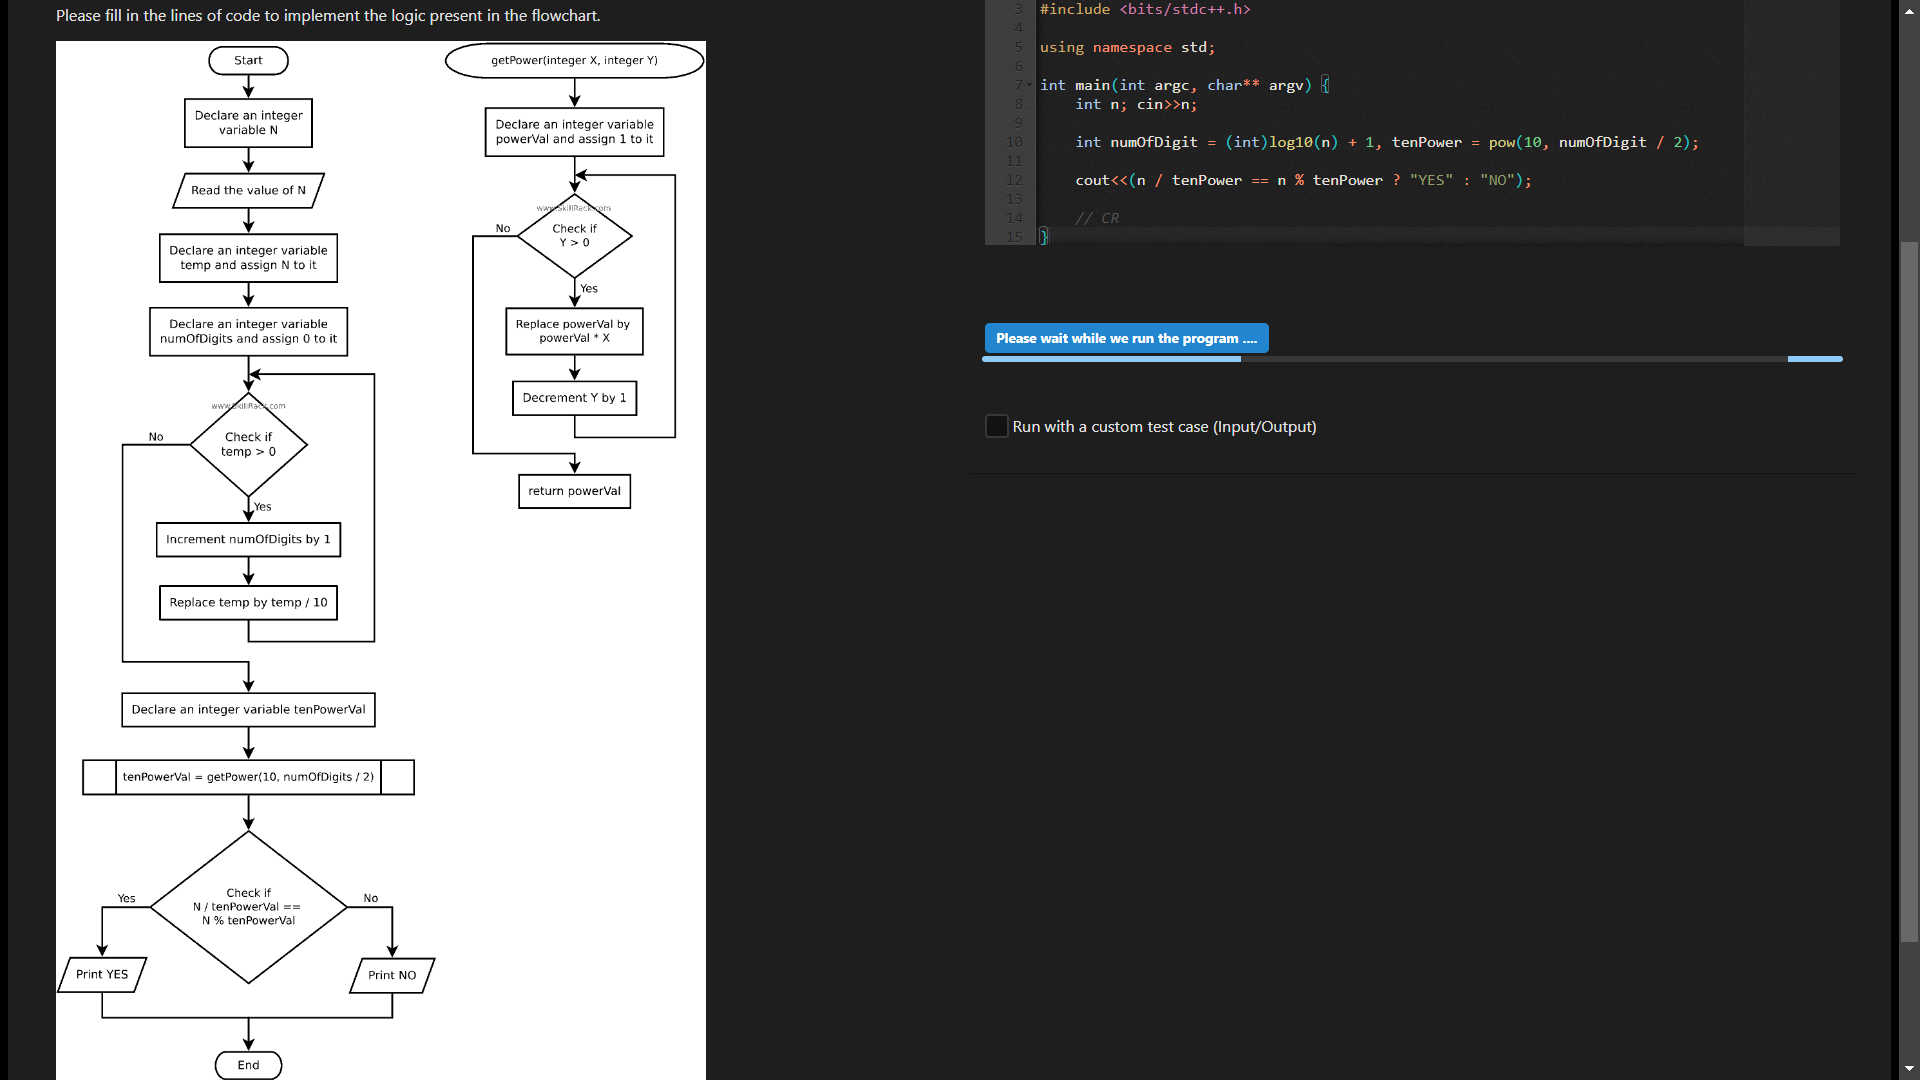 Please fill in the lines of code to implement the logic present in the flowchart.
Start
Declare an integer
variable N
Read the value of N
Declare an integer variable
temp and assign N to it
Declare an integer variable
numOfDigits and assign 0 to it
www.SkillRack.com
Check if
temp > 0
No
Yes
Increment numOfDigits by 1
Replace temp by temp / 10
Declare an integer variable tenPowerVal
tenPowerVal = getPower(10, numOfDigits / 2)
Check if
N / tenPowerVal ==
N % tenPowerVal
Yes
No
Print YES
Print NO
End
getPower(integer X, integer Y)
Declare an integer variable
powerVal and assign 1 to it
www.SkillRack.com
Check if
Y > 0
No
Yes
Replace powerVal by
powerVal * X
Decrement Y by 1
return powerVal
3 #include <bits/stdc++.h>
4
5 using namespace std;
6
7 int main(int argc, char** argv) {
8 int n; cin>>n;
9
10 int numOfDigit = (int)log10(n) + 1, tenPower = pow(10, numOfDigit / 2);
11
12 cout<<(n / tenPower == n % tenPower ? "YES" : "NO");
13
14 // CR
15 }
Please wait while we run the program ....
Run with a custom test case (Input/Output)